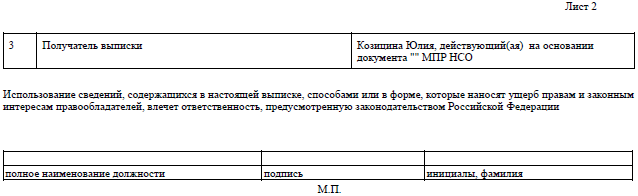 Лист 2
3 Получатель выписки Козицина Юлия, действующий(ая) на основании
документа "" МПР НСО
Использование сведений, содержащихся в настоящей выписке, способами или в форме, которые наносят ущерб правам и законным
интересам правообладателей, влечет ответственность, предусмотренную законодательством Российской Федерации
полное наименование должности подпись инициалы, фамилия
М.П.